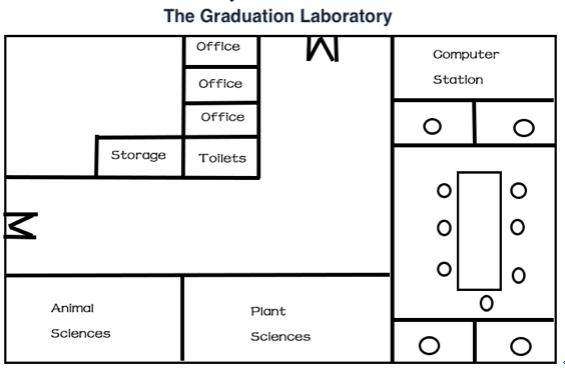 The Graduation Laboratory
Office
Computer
Station
Office
Office
Storage
Toilets
Animal
Sciences
Plant
Sciences